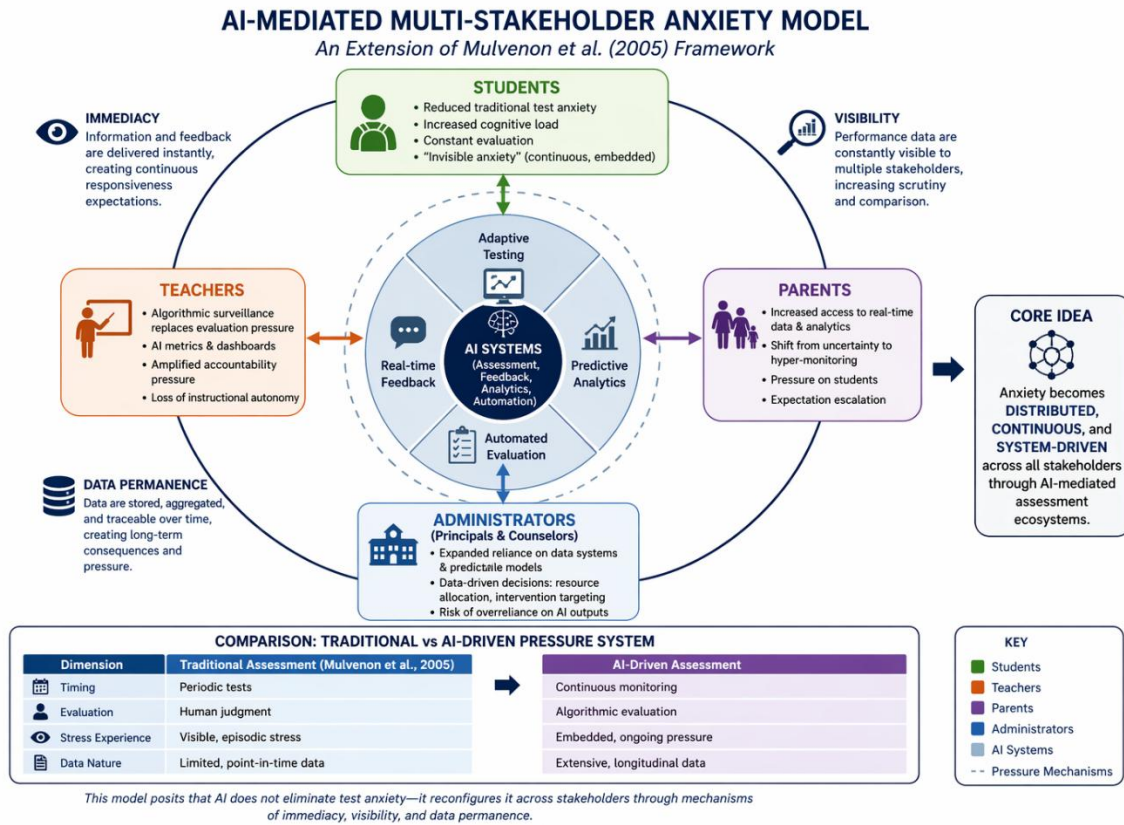 AI-MEDIATED MULTI-STAKEHOLDER ANXIETY MODEL
An Extension of Mulvenon et al. (2005) Framework
IMMEDIACY
Information and feedback
are delivered instantly,
creating continuous
responsiveness
expectations.
STUDENTS
• Reduced traditional test anxiety
• Increased cognitive load
• Constant evaluation
• "Invisible anxiety" (continuous, embedded)
VISIBILITY
Performance data are
constantly visible to
multiple stakeholders,
increasing scrutiny
and comparison.
TEACHERS
• Algorithmic surveillance
replaces evaluation pressure
• AI metrics & dashboards
• Amplified accountability
pressure
• Loss of instructional autonomy
Adaptive
Testing
Real-time
Feedback
AI SYSTEMS
(Assessment,
Feedback,
Analytics,
Automation)
Predictive
Analytics
Automated
Evaluation
PARENTS
• Increased access to real-time
data & analytics
• Shift from uncertainty to
hyper-monitoring
• Pressure on students
• Expectation escalation
CORE IDEA
Anxiety becomes
DISTRIBUTED,
CONTINUOUS, and
SYSTEM-DRIVEN
across all stakeholders
through AI-mediated
assessment
ecosystems.
DATA PERMANENCE
Data are stored, aggregated,
and traceable over time,
creating long-term
consequences and
pressure.
ADMINISTRATORS
(Principals & Counselors)
• Expanded reliance on data systems
& models
• Data-driven decisions: resource
allocation, intervention targeting
• Risk of overreliance on AI outputs
COMPARISON: TRADITIONAL vs AI-DRIVEN PRESSURE SYSTEM
Dimension Traditional Assessment (Mulvenon et al., 2005) AI-Driven Assessment
Timing Periodic tests Continuous monitoring
Evaluation Human judgment Algorithmic evaluation
Stress Experience Visible, episodic stress Embedded, ongoing pressure
Data Nature Limited, point-in-time data Extensive, longitudinal data
KEY
Students
Teachers
Parents
Administrators
AI Systems
Pressure Mechanisms
This model posits that AI does not eliminate test anxiety—it reconfigures it across stakeholders through mechanisms
of immediacy, visibility, and data permanence.